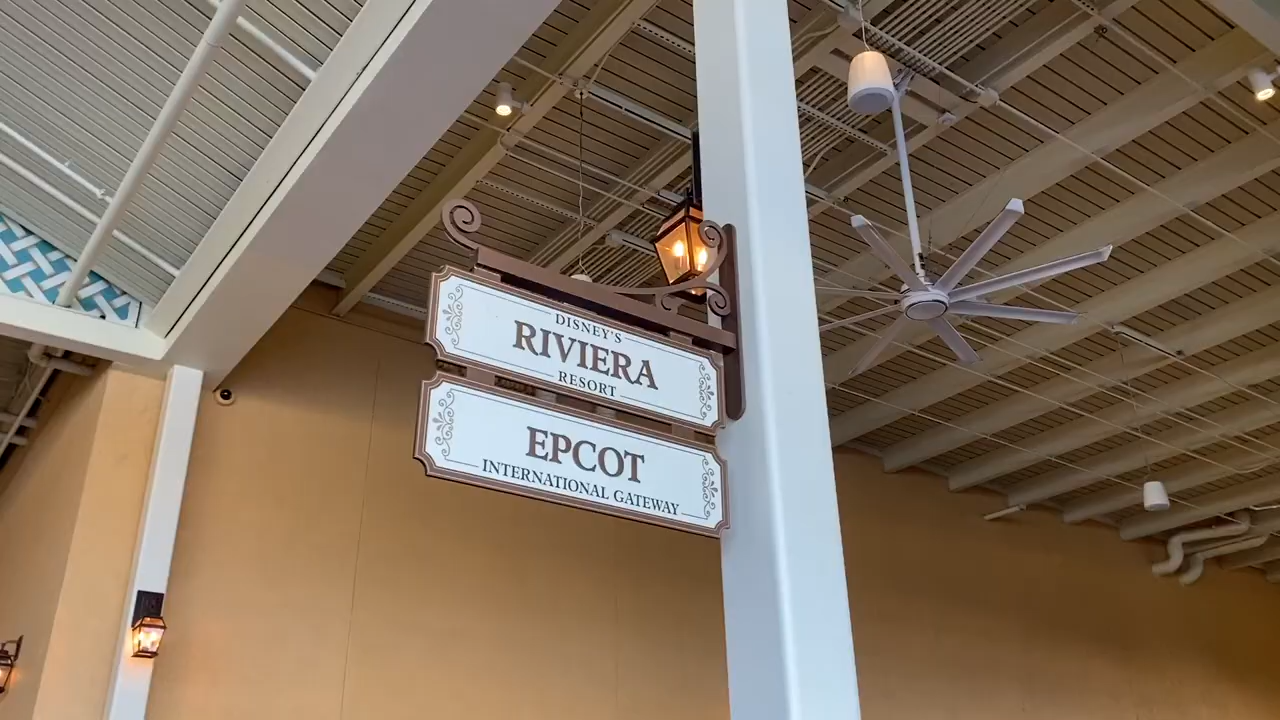 DISNEY'S
RIVIERA
RESORT
EPCOT
INTERNATIONAL GATEWAY